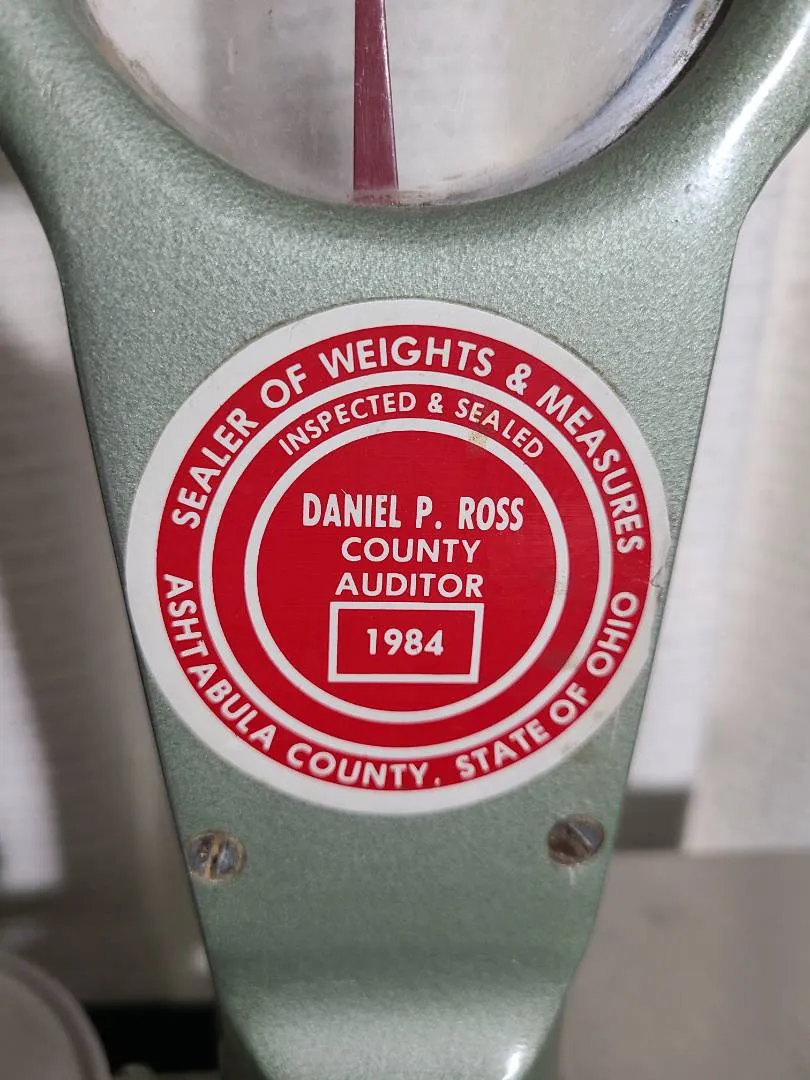 SEALER OF WEIGHTS & MEASURES
INSPECTED & SEALED
DANIEL P. ROSS
COUNTY
AUDITOR
1984
ASHTABULA COUNTY, STATE OF OHIO